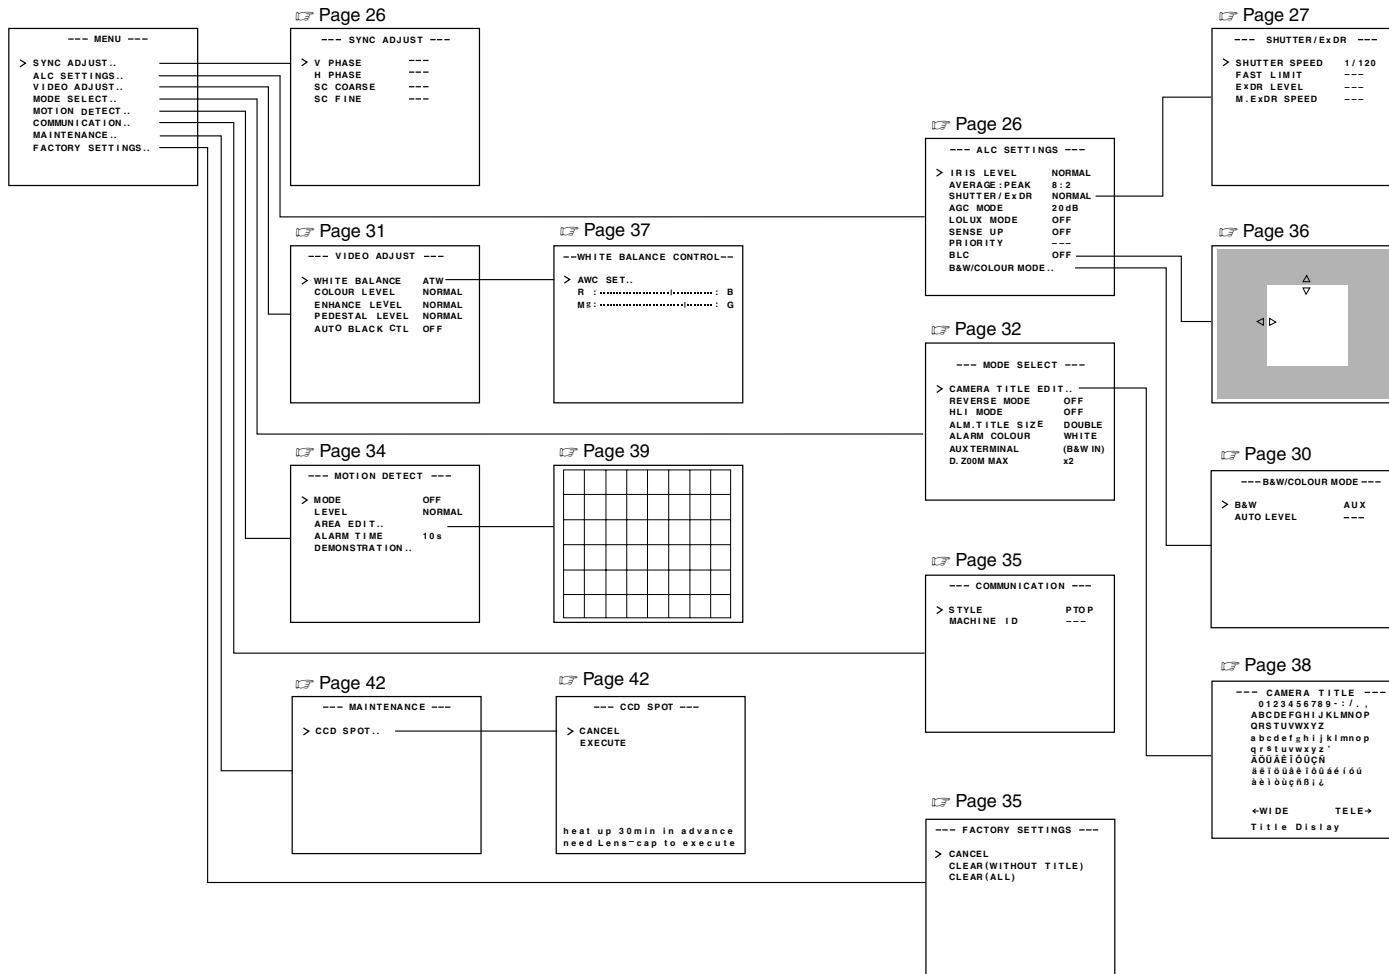 ☞ Page 26
--- MENU ---
> SYNC ADJUST..
ALC SETTINGS..
VIDEO ADJUST..
MODE SELECT..
MOTION DETECT..
COMMUNICATION..
MAINTENANCE..
FACTORY SETTINGS..
--- SYNC ADJUST ---
> V PHASE ---
H PHASE ---
SC COARSE ---
SC FINE ---
☞ Page 27
--- SHUTTER/ExDR ---
> SHUTTER SPEED 1/120
FAST LIMIT ---
ExDR LEVEL ---
M.ExDR SPEED ---
☞ Page 26
--- ALC SETTINGS ---
> IRIS LEVEL NORMAL
AVERAGE:PEAK 8:2
SHUTTER/ExDR NORMAL
AGC MODE 20dB
LOLUX MODE OFF
SENSE UP OFF
PRIORITY ---
BLC OFF
B&W/COLOUR MODE..
☞ Page 31
--- VIDEO ADJUST ---
> WHITE BALANCE ATW
COLOUR LEVEL NORMAL
ENHANCE LEVEL NORMAL
PEDESTAL LEVEL NORMAL
AUTO BLACK CTL OFF
☞ Page 37
--WHITE BALANCE CONTROL--
> AWC SET..
R : : B
Mg: : G
☞ Page 36
☞ Page 32
--- MODE SELECT ---
> CAMERA TITLE EDIT..
REVERSE MODE OFF
HLI MODE OFF
ALM.TITLE SIZE DOUBLE
ALARM COLOUR WHITE
AUX TERMINAL (B&W IN)
D. Z00M MAX x2
☞ Page 34
--- MOTION DETECT ---
> MODE OFF
LEVEL NORMAL
AREA EDIT..
ALARM TIME 10s
DEMONSTRATION..
☞ Page 39
☞ Page 30
---B&W/COLOUR MODE---
> B&W AUX
AUTO LEVEL ---
☞ Page 35
--- COMMUNICATION ---
> STYLE PTOP
MACHINE ID ---
☞ Page 42
--- MAINTENANCE ---
> CCD SPOT..
☞ Page 42
--- CCD SPOT ---
> CANCEL
EXECUTE
heat up 30min in advance
need Lens-cap to execute
☞ Page 38
--- CAMERA TITLE ---
0123456789-:/.,
ABCDEFGHIJKLMNOP
QRSTUVWXYZ
abcdefghijklmnop
qrstuvwxyz'
ÄÖÜÂÊÎÔÛÇÑ
äëïöüâêîôûáéíóú
àèìòùçñß¡¿
←WIDE TELE→
Title Dislay
☞ Page 35
--- FACTORY SETTINGS ---
> CANCEL
CLEAR(WITHOUT TITLE)
CLEAR(ALL)